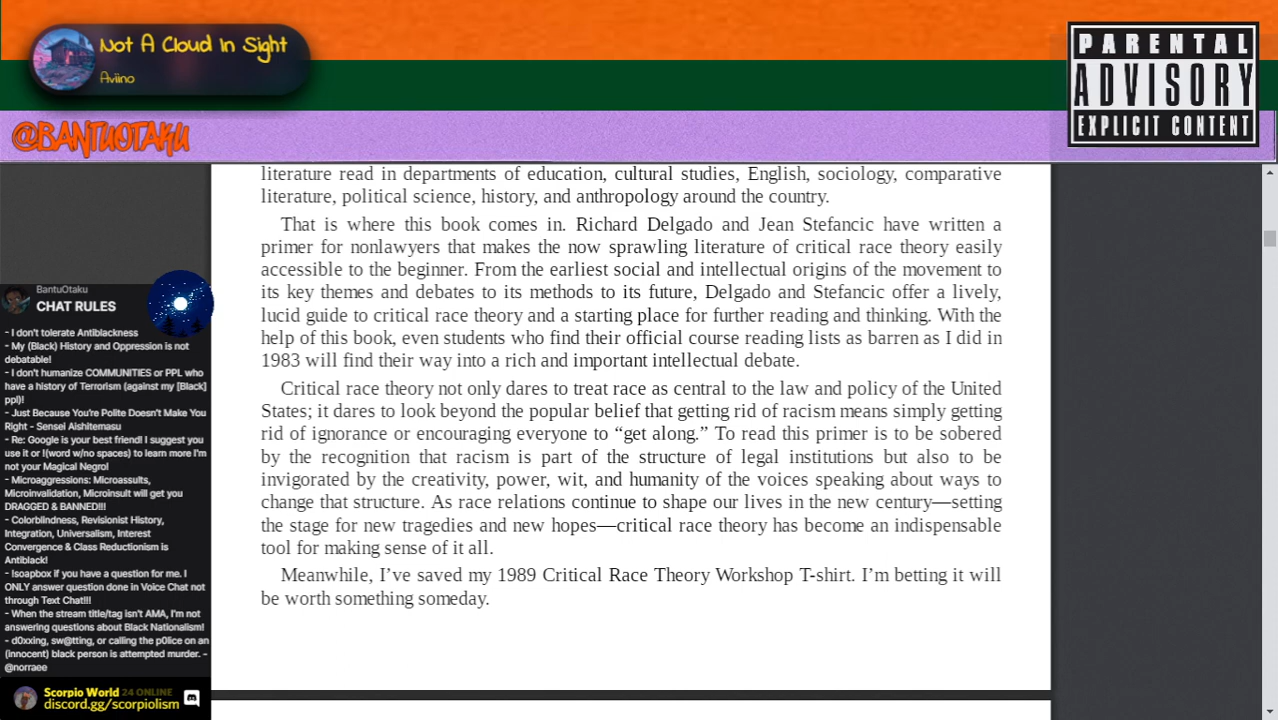 Not A Cloud In Sight
Aviino
PARENTAL
ADVISORY
EXPLICIT CONTENT
@BANTUOTAKU
literature read in departments of education, cultural studies, English, sociology, comparative
literature, political science, history, and anthropology around the country.
That is where this book comes in. Richard Delgado and Jean Stefancic have written a
primer for nonlawyers that makes the now sprawling literature of critical race theory easily
accessible to the beginner. From the earliest social and intellectual origins of the movement to
its key themes and debates to its methods to its future, Delgado and Stefancic offer a lively,
lucid guide to critical race theory and a starting place for further reading and thinking. With the
help of this book, even students who find their official course reading lists as barren as I did in
1983 will find their way into a rich and important intellectual debate.
Critical race theory not only dares to treat race as central to the law and policy of the United
States; it dares to look beyond the popular belief that getting rid of racism means simply getting
rid of ignorance or encouraging everyone to “get along.” To read this primer is to be sobered
by the recognition that racism is part of the structure of legal institutions but also to be
invigorated by the creativity, power, wit, and humanity of the voices speaking about ways to
change that structure. As race relations continue to shape our lives in the new century—setting
the stage for new tragedies and new hopes—critical race theory has become an indispensable
tool for making sense of it all.
Meanwhile, I’ve saved my 1989 Critical Race Theory Workshop T-shirt. I’m betting it will
be worth something someday.
BantuOtaku
CHAT RULES
- I don't tolerate Antiblackness
- My (Black) History and Oppression is not
debatable!
- I don't humanize COMMUNITIES or PPL who
have a history of Terrorism (against my [Black]
ppl)!
- Just Because You're Polite Doesn't Make You
Right - Sensei Aishitemasu
- Re: Google is your best friend! I suggest you
use it or !(word w/no spaces) to learn more I'm
not your Magical Negro!
- Microaggressions: Microassults,
Microinvalidation, Microinsult will get you
DRAGGED & BANNED!!!
- Colorblindness, Revisionist History,
Integration, Universalism, Interest
Convergence & Class Reductionism is
Antiblack!
- !soapbox if you have a question for me. I
ONLY answer question done in Voice Chat not
through Text Chat!!!
- When the stream title/tag isn't AMA, I'm not
answering questions about Black Nationalism!
- d0xxing, sw@tting, or calling the p0lice on an
(innocent) black person is attempted murder. -
@norraee
Scorpio World 24 ONLINE
discord.gg/scorpiolism